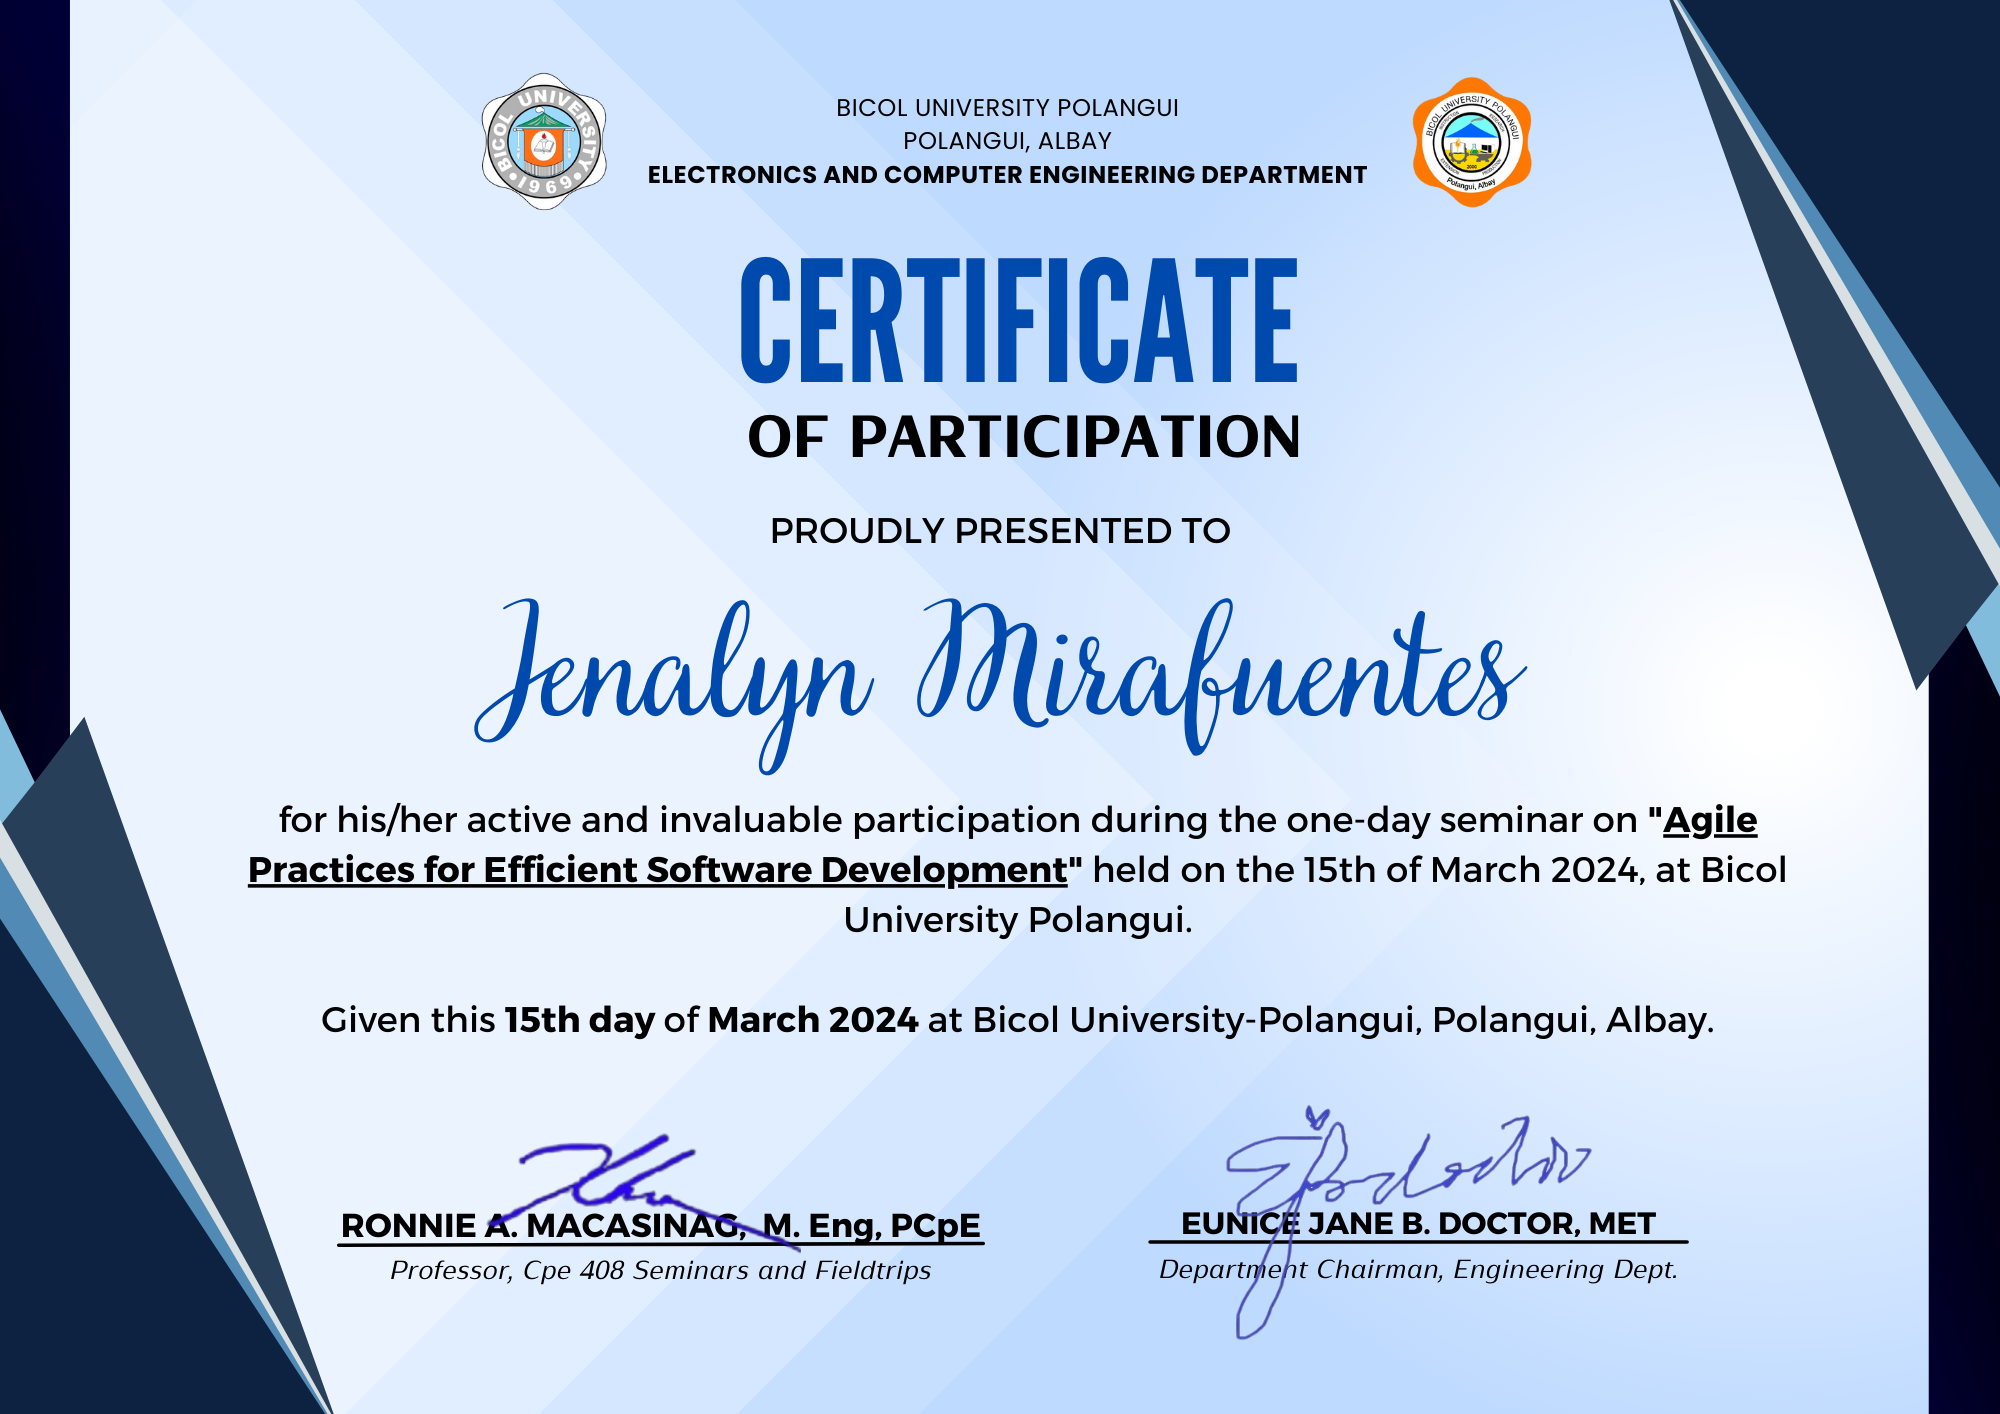 BICOL UNIVERSITY
1969
BICOL UNIVERSITY POLANGUI
POLANGUI, ALBAY
ELECTRONICS AND COMPUTER ENGINEERING DEPARTMENT
BICOL UNIVERSITY POLANGUI
2000
Polangui, Albay
CERTIFICATE
OF PARTICIPATION
PROUDLY PRESENTED TO
Jenalyn Mirafuentes
for his/her active and invaluable participation during the one-day seminar on "Agile
Practices for Efficient Software Development" held on the 15th of March 2024, at Bicol
University Polangui.
Given this 15th day of March 2024 at Bicol University-Polangui, Polangui, Albay.
RONNIE A. MACASINAG, M. Eng, PCpE
Professor, Cpe 408 Seminars and Fieldtrips
EUNICE JANE B. DOCTOR, MET
Department Chairman, Engineering Dept.